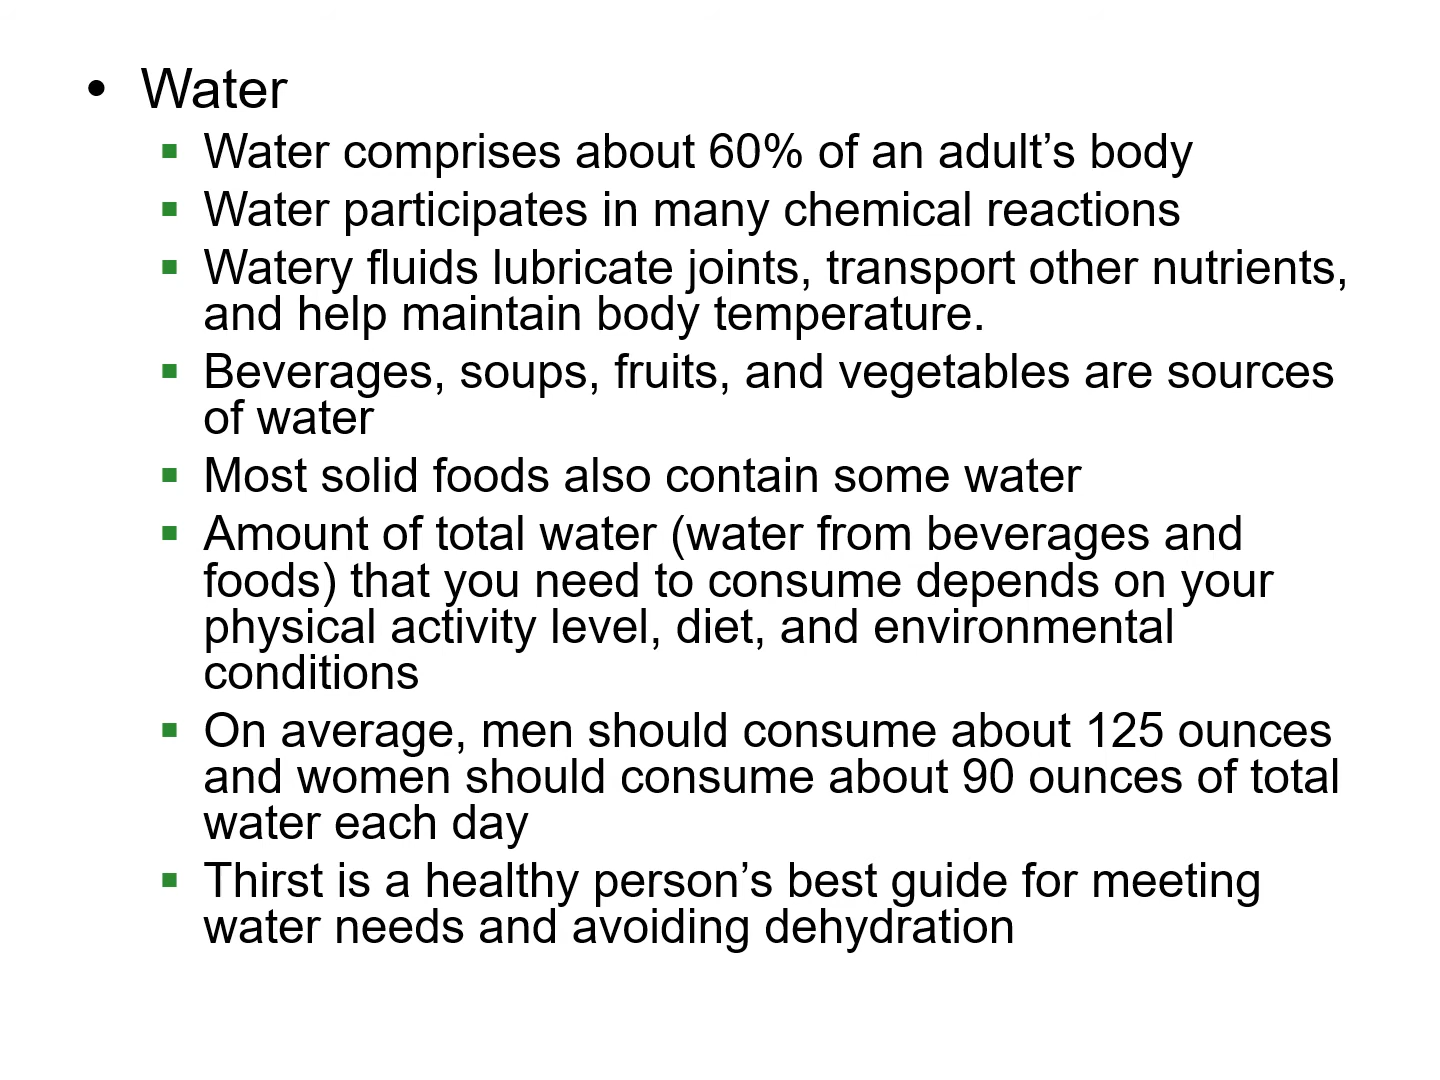 • Water
▪ Water comprises about 60% of an adult’s body
▪ Water participates in many chemical reactions
▪ Watery fluids lubricate joints, transport other nutrients,
and help maintain body temperature.
▪ Beverages, soups, fruits, and vegetables are sources
of water
▪ Most solid foods also contain some water
▪ Amount of total water (water from beverages and
foods) that you need to consume depends on your
physical activity level, diet, and environmental
conditions
▪ On average, men should consume about 125 ounces
and women should consume about 90 ounces of total
water each day
▪ Thirst is a healthy person’s best guide for meeting
water needs and avoiding dehydration